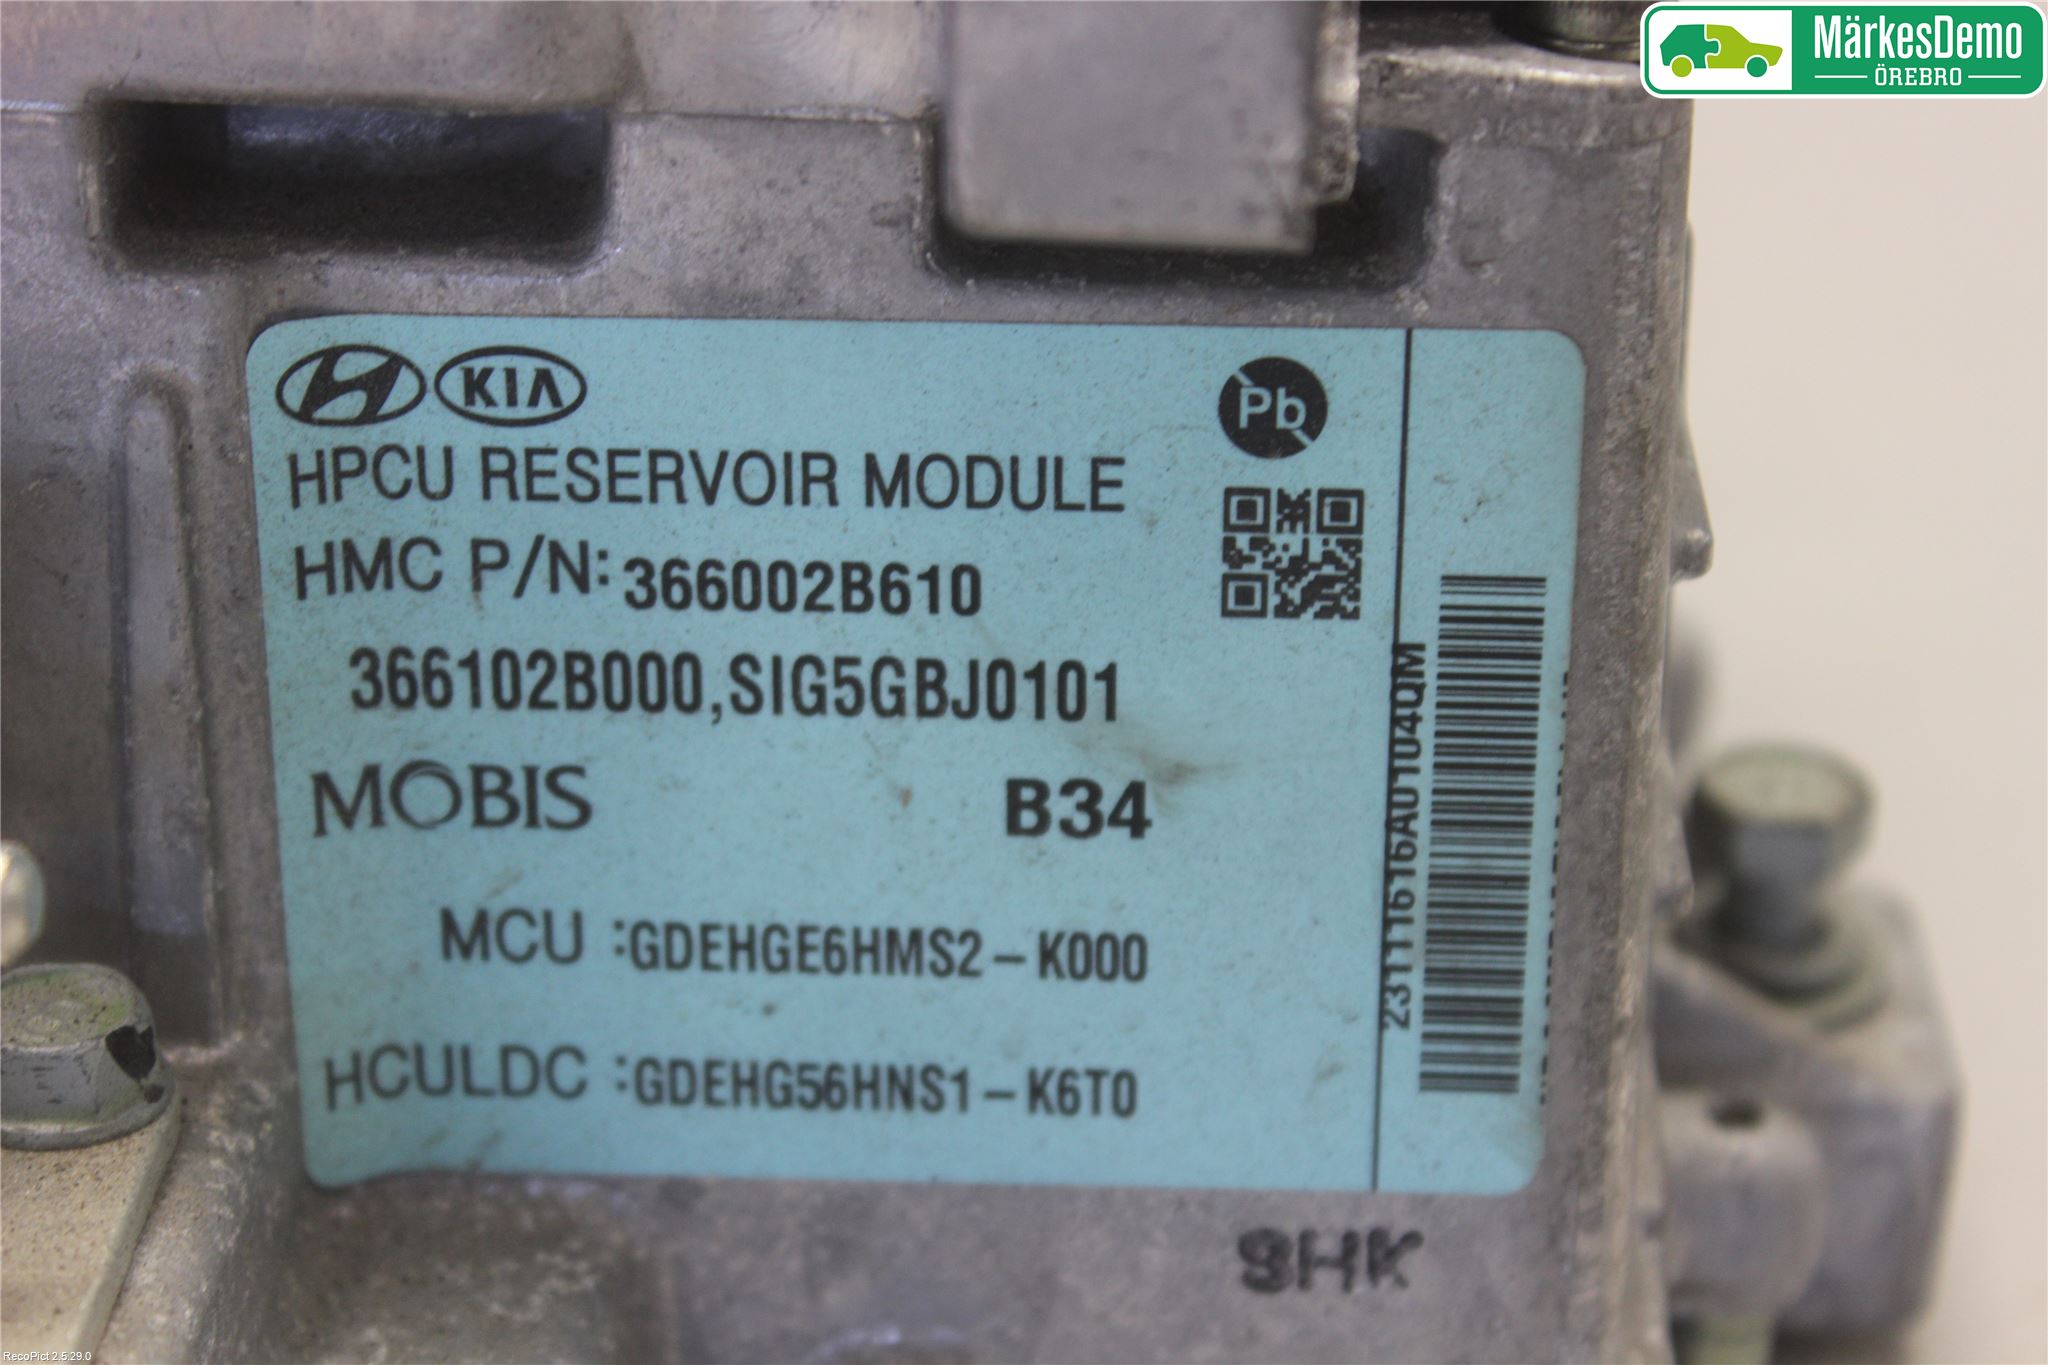 MärkesDemo
ÖREBRO
KIA
Pb
HPCU RESERVOIR MODULE
HMC P/N: 366002B610
366102B000,SIG5GBJ0101
MOBIS B34
MCU :GDEHGE6HMS2-K000
HCULDC :GDEHG56HNS1-K6T0
23111616A0104QM
9HK
RecoPict 2.5.29.0